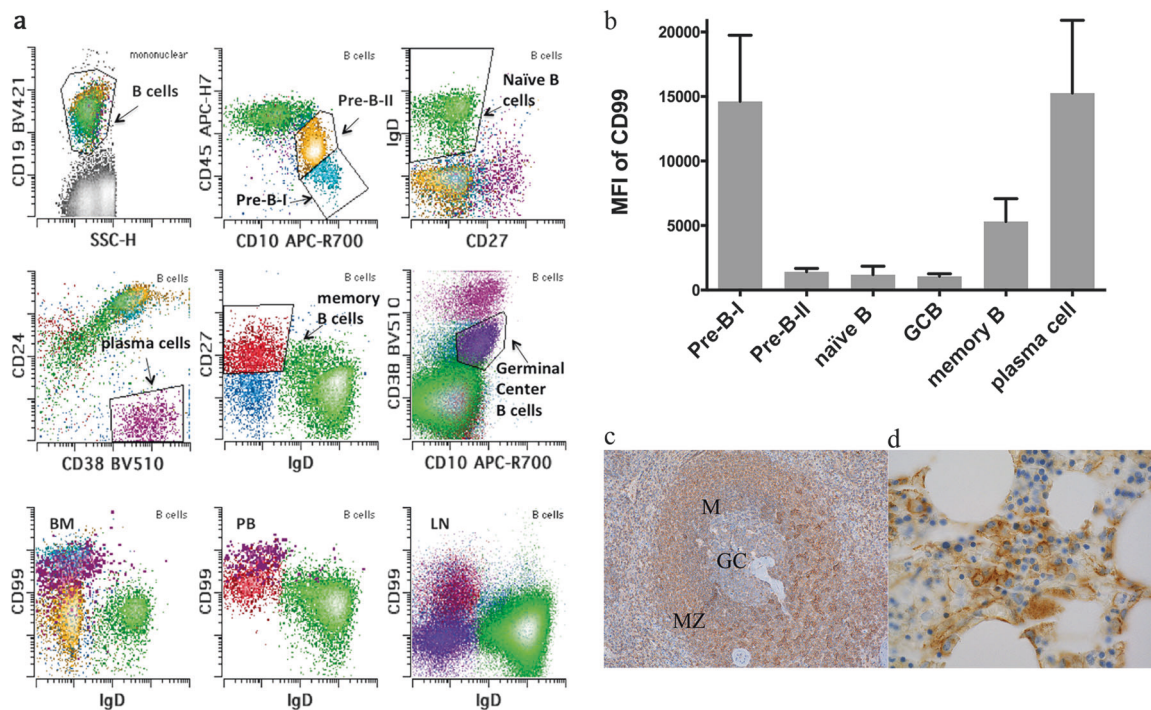 a
mononuclear
B cells
CD19 BV421
SSC-H
B cells
Pre-B-II
Pre-B-I
CD45 APC-H7
CD10 APC-R700
B cells
Naïve B
cells
IgD
CD27
B cells
plasma cells
CD24
CD38 BV510
B cells
memory
B cells
CD27
IgD
B cells
Germinal
Center
B cells
CD38 BV510
CD10 APC-R700
BM
B cells
CD99
IgD
PB
B cells
CD99
IgD
LN
B cells
CD99
IgD
b
MFI of CD99
20000
15000
10000
5000
0
Pre-B-I
Pre-B-II
naïve B
GCB
memory B
plasma cell
c
M
GC
MZ
d